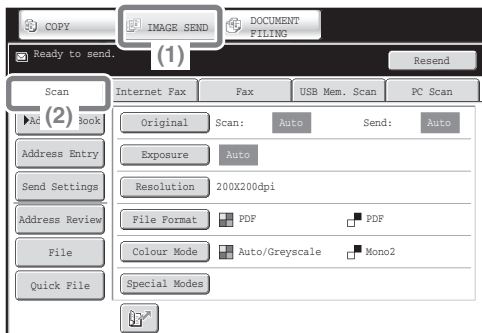 COPY
IMAGE SEND
DOCUMENT
FILING
Ready to send.
(1)
Resend
Scan
Internet Fax
Fax
USB Mem. Scan
PC Scan
(2)
Book
Original
Scan:
Auto
Send:
Auto
Address Entry
Exposure
Auto
Send Settings
Resolution
200X200dpi
Address Review
File Format
PDF
PDF
File
Colour Mode
Auto/Greyscale
Mono2
Quick File
Special Modes